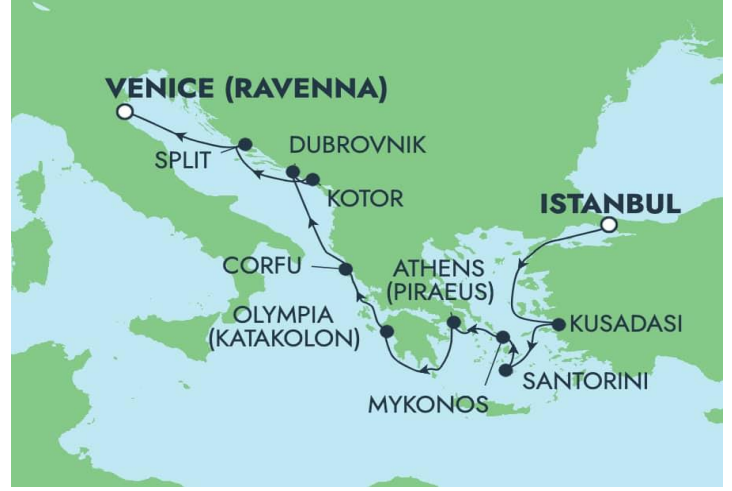 VENICE (RAVENNA)
SPLIT
DUBROVNIK
KOTOR
ISTANBUL
CORFU
ATHENS
(PIRAEUS)
OLYMPIA
(KATAKOLON)
KUSADASI
SANTORINI
MYKONOS